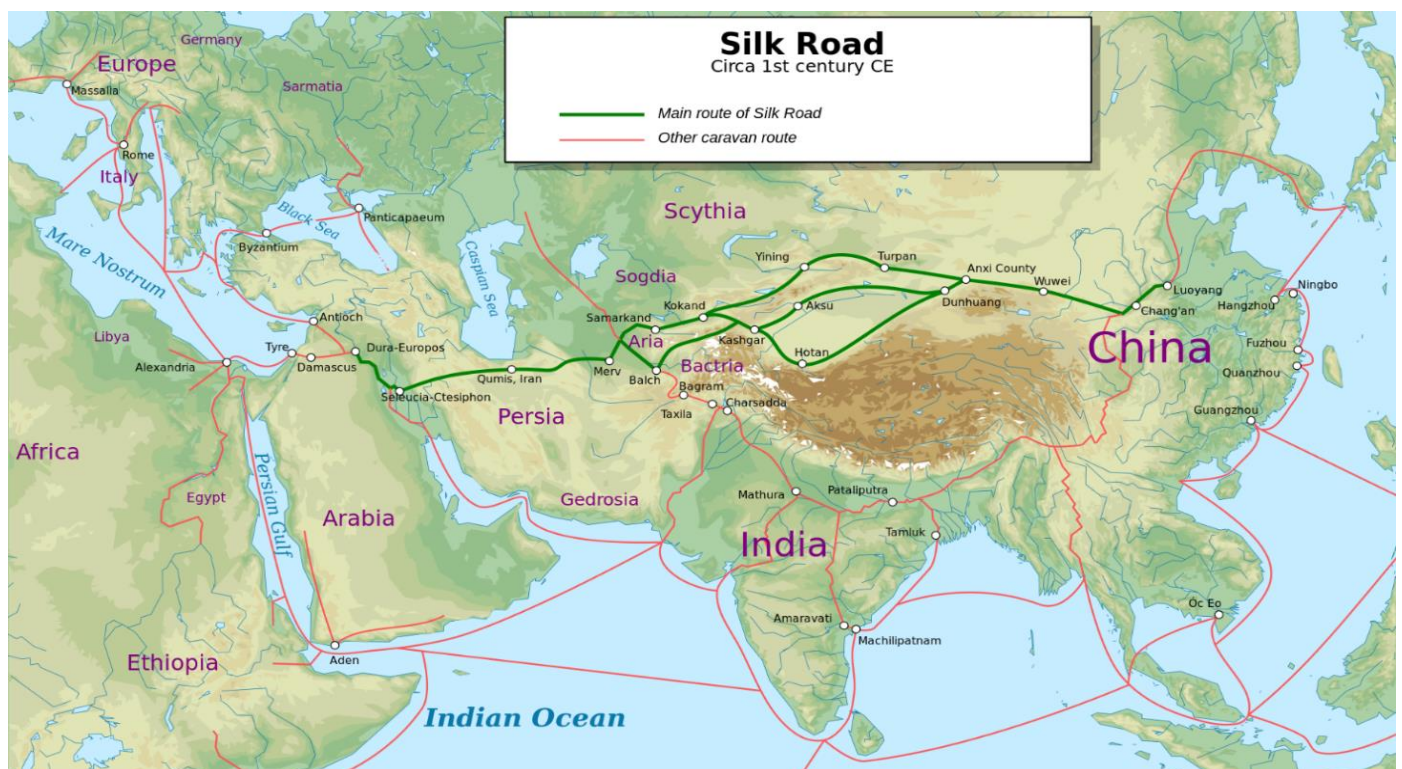 Silk Road
Circa 1st century CE
Main route of Silk Road
Other caravan route
Germany
Europe
Sarmatia
Massalia
Rome
Italy
Black Sea
Panticapaeum
Byzantium
Mare Nostrum
Caspian Sea
Scythia
Sogdia
Yining
Turpan
Anxi County
Wuwei
Luoyang
Ningbo
Kokand
Aksu
Dunhuang
Chang'an
Hangzhou
Antioch
Samarkand
Libya
Aria
Kashgar
China
Fuzhou
Tyre
Dura-Europos
Alexandria
Damascus
Merv
Balch
Bactria
Hotan
Quanzhou
Qumis, Iran
Seleucia-Ctesiphon
Bagram
Taxila
Charsadda
Persia
Guangzhou
Africa
Persian Gulf
Egypt
Gedrosia
Mathura
Pataliputra
Arabia
India
Tamluk
Óc Eo
Amaravati
Machilipatnam
Ethiopia
Aden
Indian Ocean